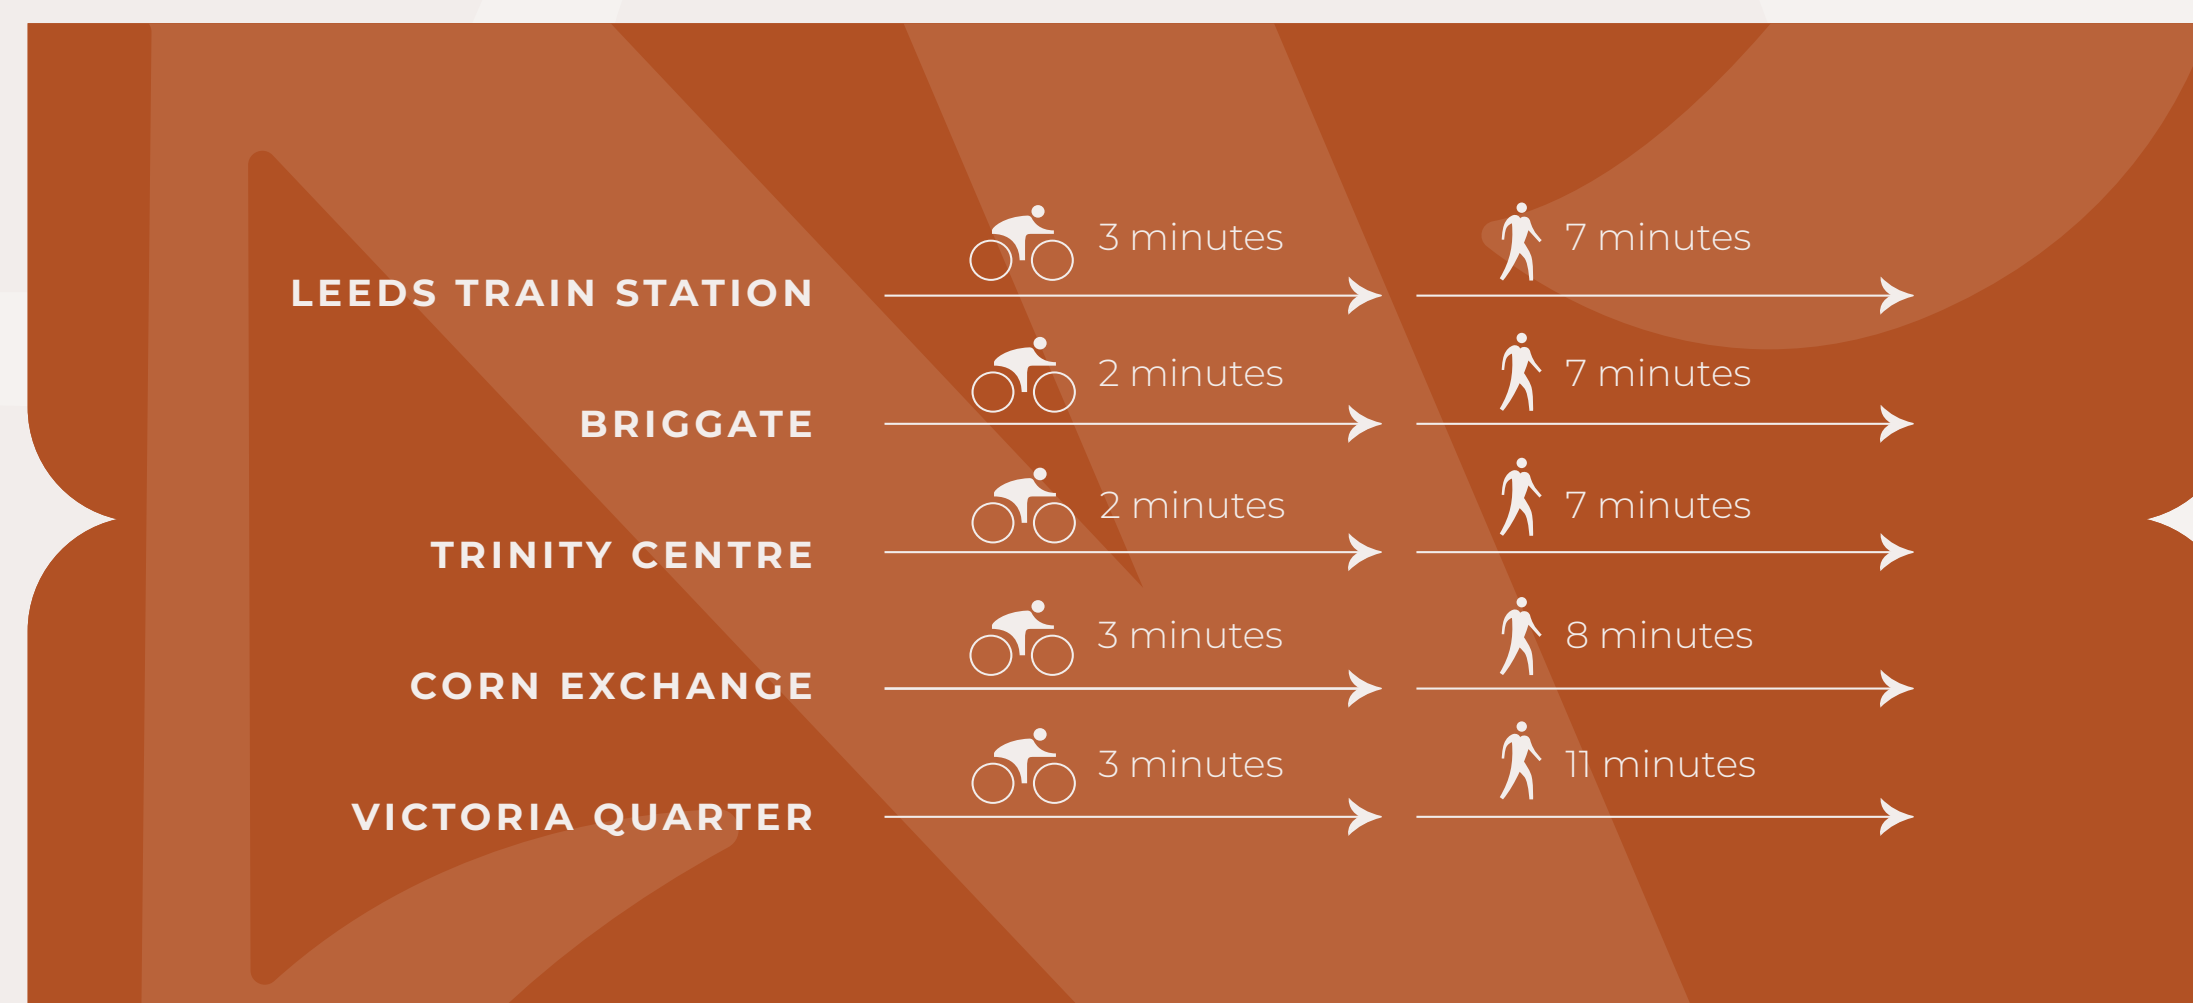 LEEDS TRAIN STATION 3 minutes 7 minutes
BRIGGATE 2 minutes 7 minutes
TRINITY CENTRE 2 minutes 7 minutes
CORN EXCHANGE 3 minutes 8 minutes
VICTORIA QUARTER 3 minutes 11 minutes